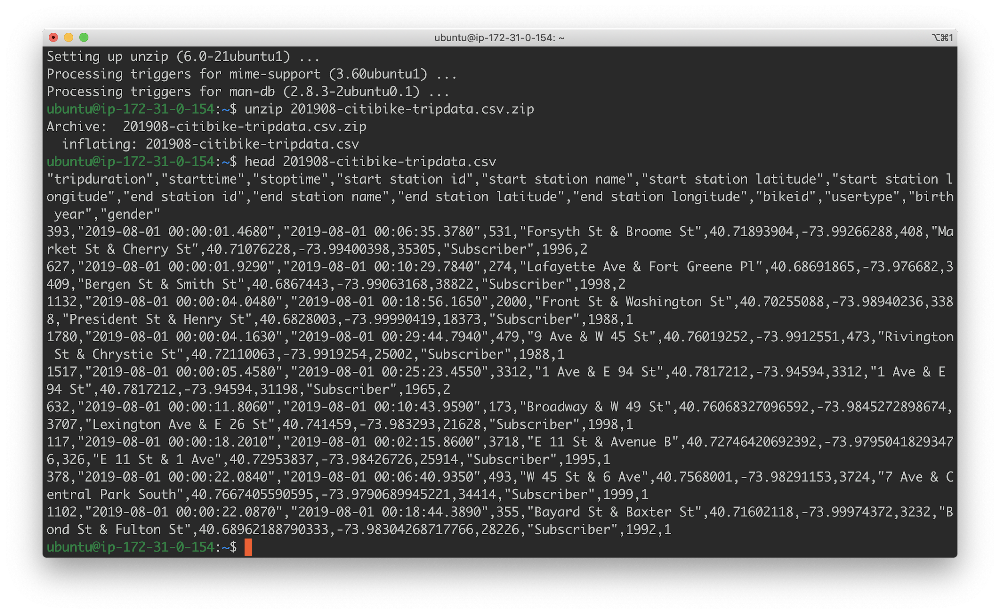 ubuntu@ip-172-31-0-154: ~ ⌥⌘1
Setting up unzip (6.0-21ubuntu1) ...
Processing triggers for mime-support (3.60ubuntu1) ...
Processing triggers for man-db (2.8.3-2ubuntu0.1) ...
ubuntu@ip-172-31-0-154:~$ unzip 201908-citibike-tripdata.csv.zip
Archive:  201908-citibike-tripdata.csv.zip
  inflating: 201908-citibike-tripdata.csv
ubuntu@ip-172-31-0-154:~$ head 201908-citibike-tripdata.csv
"tripduration","starttime","stoptime","start station id","start station name","start station latitude","start station l
ongitude","end station id","end station name","end station latitude","end station longitude","bikeid","usertype","birth
 year","gender"
393,"2019-08-01 00:00:01.4680","2019-08-01 00:06:35.3780",531,"Forsyth St & Broome St",40.71893904,-73.99266288,408,"Ma
rket St & Cherry St",40.71076228,-73.99400398,35305,"Subscriber",1996,2
627,"2019-08-01 00:00:01.9290","2019-08-01 00:10:29.7840",274,"Lafayette Ave & Fort Greene Pl",40.68691865,-73.976682,3
409,"Bergen St & Smith St",40.6867443,-73.99063168,38822,"Subscriber",1998,2
1132,"2019-08-01 00:00:04.0480","2019-08-01 00:18:56.1650",2000,"Front St & Washington St",40.70255088,-73.98940236,338
8,"President St & Henry St",40.6828003,-73.99990419,18373,"Subscriber",1988,1
1780,"2019-08-01 00:00:04.1630","2019-08-01 00:29:44.7940",479,"9 Ave & W 45 St",40.76019252,-73.9912551,473,"Rivington
 St & Chrystie St",40.72110063,-73.9919254,25002,"Subscriber",1988,1
1517,"2019-08-01 00:00:05.4580","2019-08-01 00:25:23.4550",3312,"1 Ave & E 94 St",40.7817212,-73.94594,3312,"1 Ave & E
94 St",40.7817212,-73.94594,31198,"Subscriber",1965,2
632,"2019-08-01 00:00:11.8060","2019-08-01 00:10:43.9590",173,"Broadway & W 49 St",40.76068327096592,-73.9845272898674,
3707,"Lexington Ave & E 26 St",40.741459,-73.983293,21628,"Subscriber",1998,1
117,"2019-08-01 00:00:18.2010","2019-08-01 00:02:15.8600",3718,"E 11 St & Avenue B",40.72746420692392,-73.9795041829347
6,326,"E 11 St & 1 Ave",40.72953837,-73.98426726,25914,"Subscriber",1995,1
378,"2019-08-01 00:00:22.0840","2019-08-01 00:06:40.9350",493,"W 45 St & 6 Ave",40.7568001,-73.98291153,3724,"7 Ave & C
entral Park South",40.7667405590595,-73.9790689945221,34414,"Subscriber",1999,1
1102,"2019-08-01 00:00:22.0870","2019-08-01 00:18:44.3890",355,"Bayard St & Baxter St",40.71602118,-73.99974372,3232,"B
ond St & Fulton St",40.68962188790333,-73.98304268717766,28226,"Subscriber",1992,1
ubuntu@ip-172-31-0-154:~$